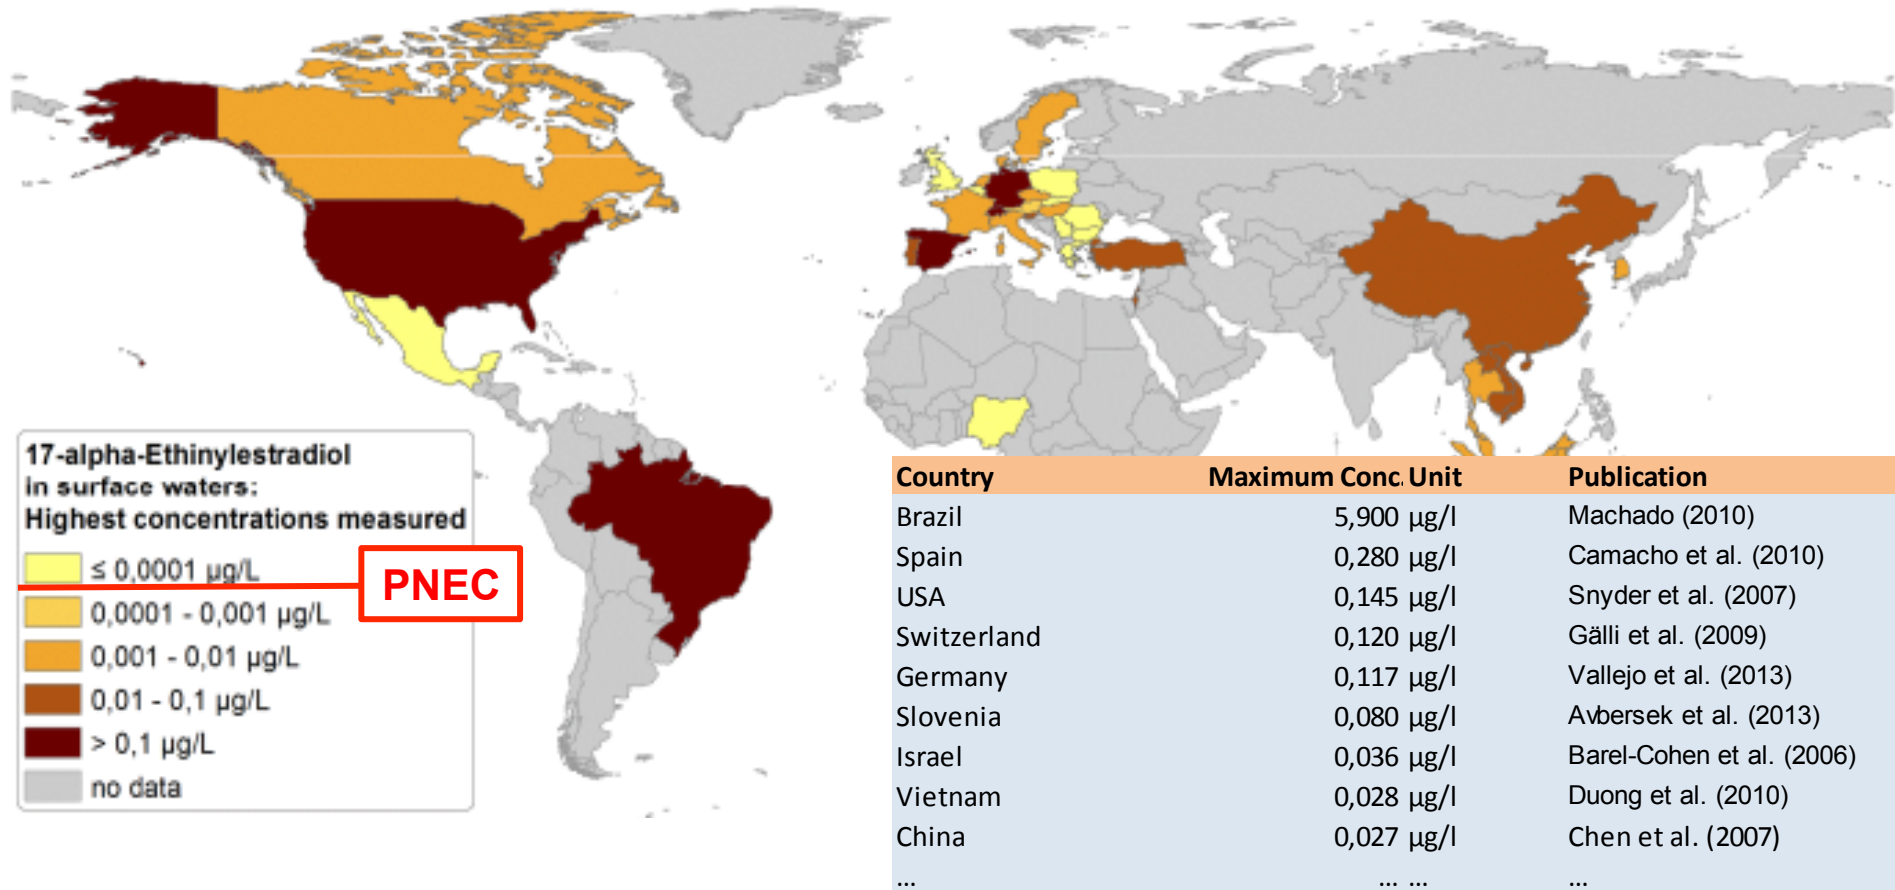 17-alpha-Ethinylestradiol
in surface waters:
Highest concentrations measured
≤ 0,0001 µg/L
PNEC
0,0001 - 0,001 µg/L
0,001 - 0,01 µg/L
0,01 - 0,1 µg/L
> 0,1 µg/L
no data
Country Maximum Conc. Unit Publication
Brazil 5,900 µg/l Machado (2010)
Spain 0,280 µg/l Camacho et al. (2010)
USA 0,145 µg/l Snyder et al. (2007)
Switzerland 0,120 µg/l Gälli et al. (2009)
Germany 0,117 µg/l Vallejo et al. (2013)
Slovenia 0,080 µg/l Avbersek et al. (2013)
Israel 0,036 µg/l Barel-Cohen et al. (2006)
Vietnam 0,028 µg/l Duong et al. (2010)
China 0,027 µg/l Chen et al. (2007)
... ... ... ...